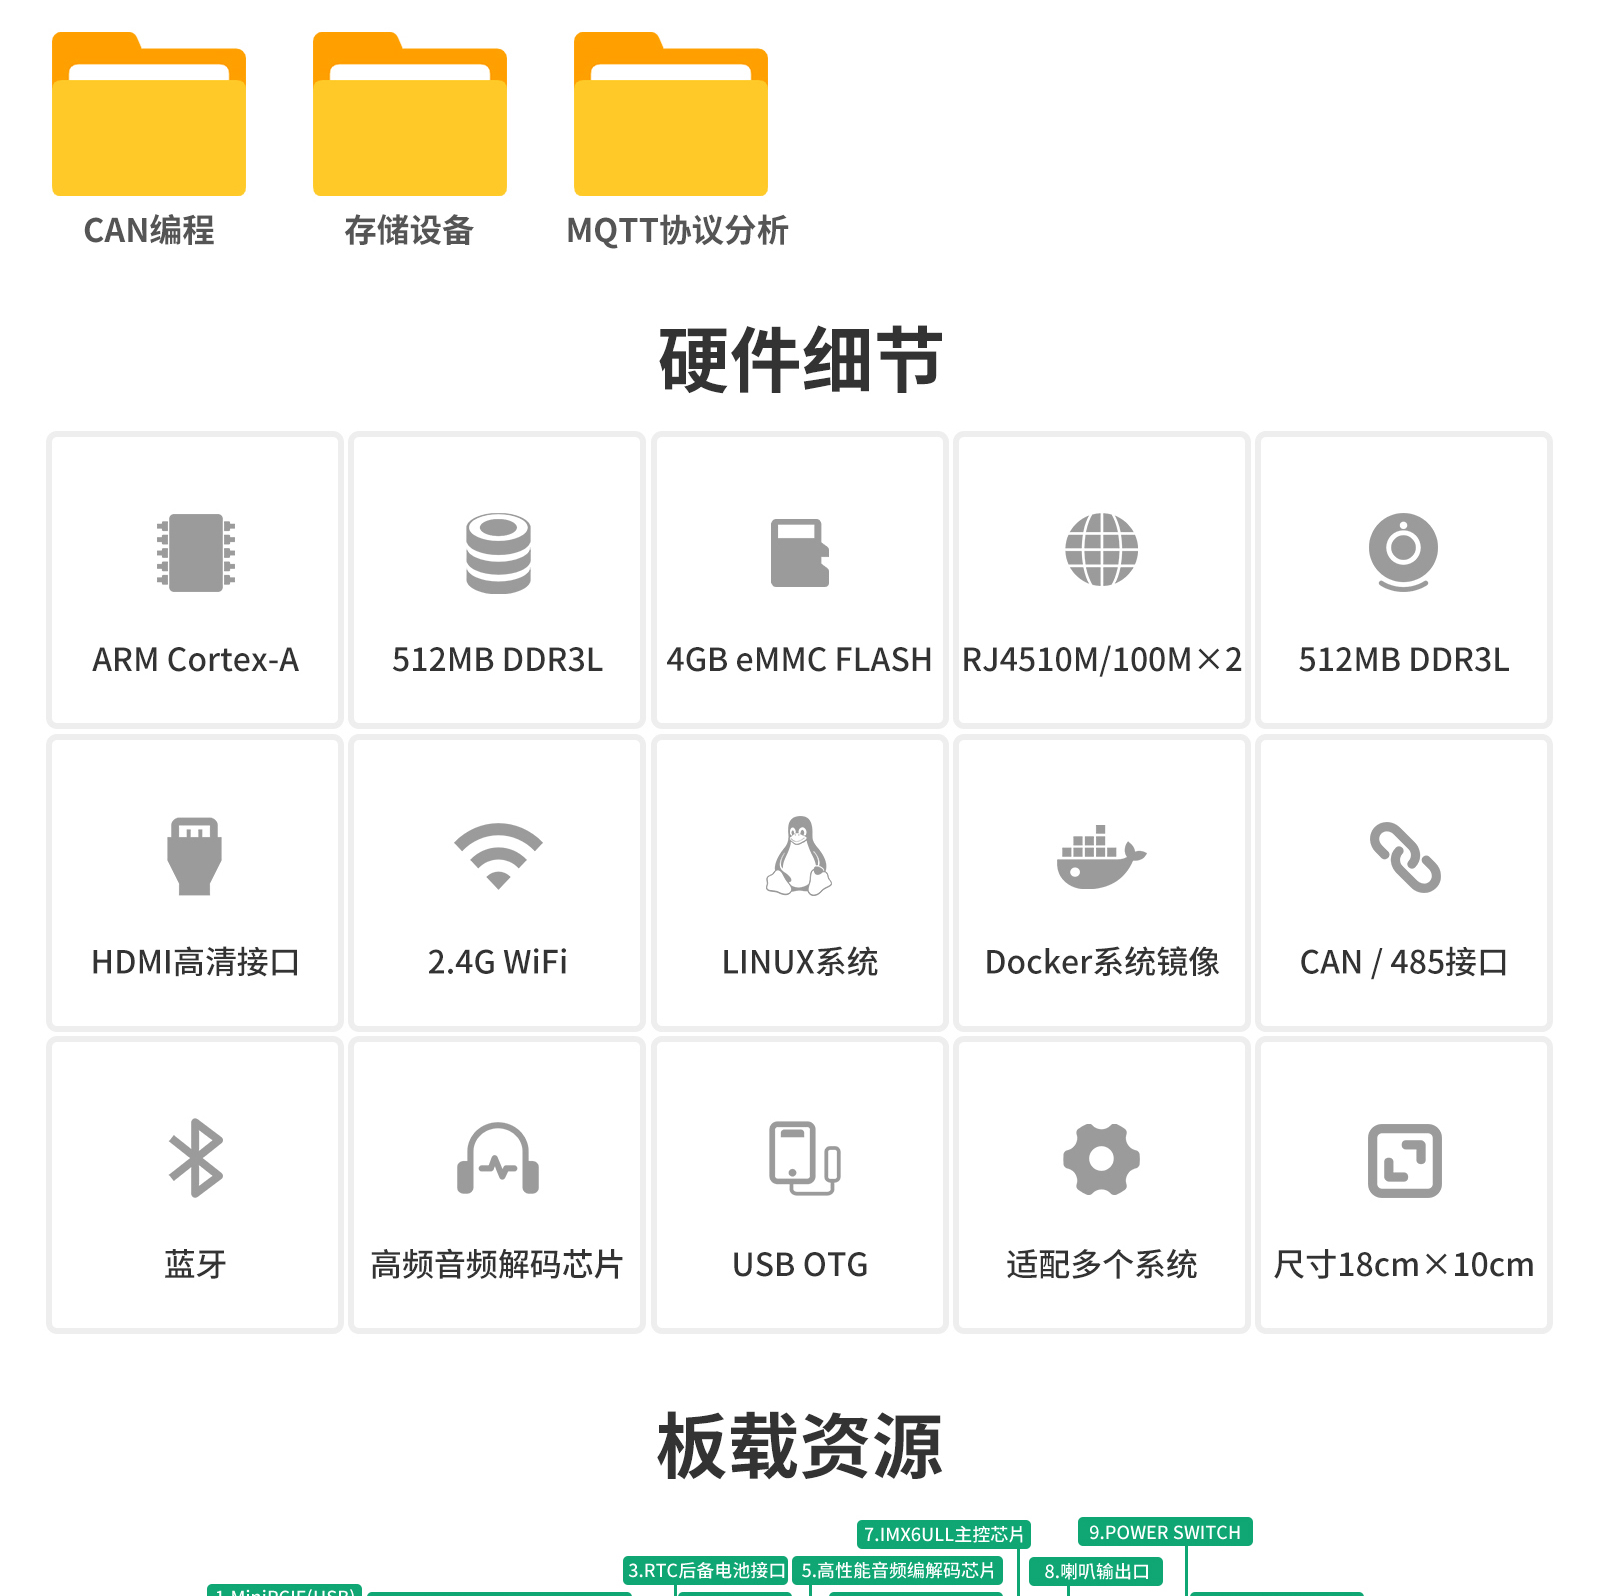 CAN编程
存储设备
MQTT协议分析
硬件细节
ARM Cortex-A
512MB DDR3L
4GB eMMC FLASH
RJ4510M/100M×2
512MB DDR3L
HDMI高清接口
2.4G WiFi
LINUX系统
Docker系统镜像
CAN / 485接口
蓝牙
高频音频解码芯片
USB OTG
适配多个系统
尺寸18cm×10cm
板载资源
7.IMX6ULL主控芯片
9.POWER SWITCH
3.RTC后备电池接口
5.高性能音频编解码芯片
8.喇叭输出口
1.MiniPCIE(USB)